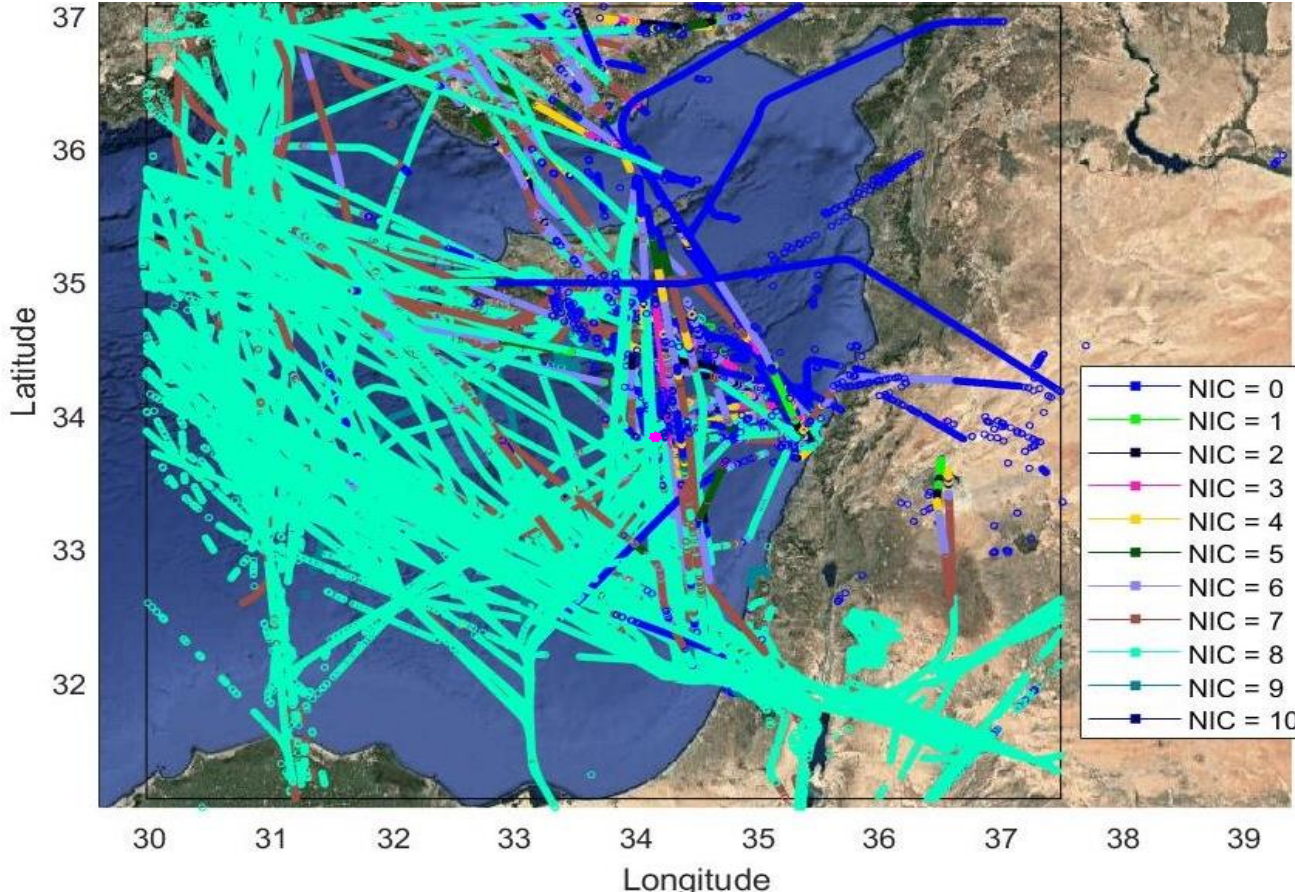 37
36
35
34
33
32
Latitude
NIC = 0
NIC = 1
NIC = 2
NIC = 3
NIC = 4
NIC = 5
NIC = 6
NIC = 7
NIC = 8
NIC = 9
NIC = 10
30 31 32 33 34 35 36 37 38 39
Longitude